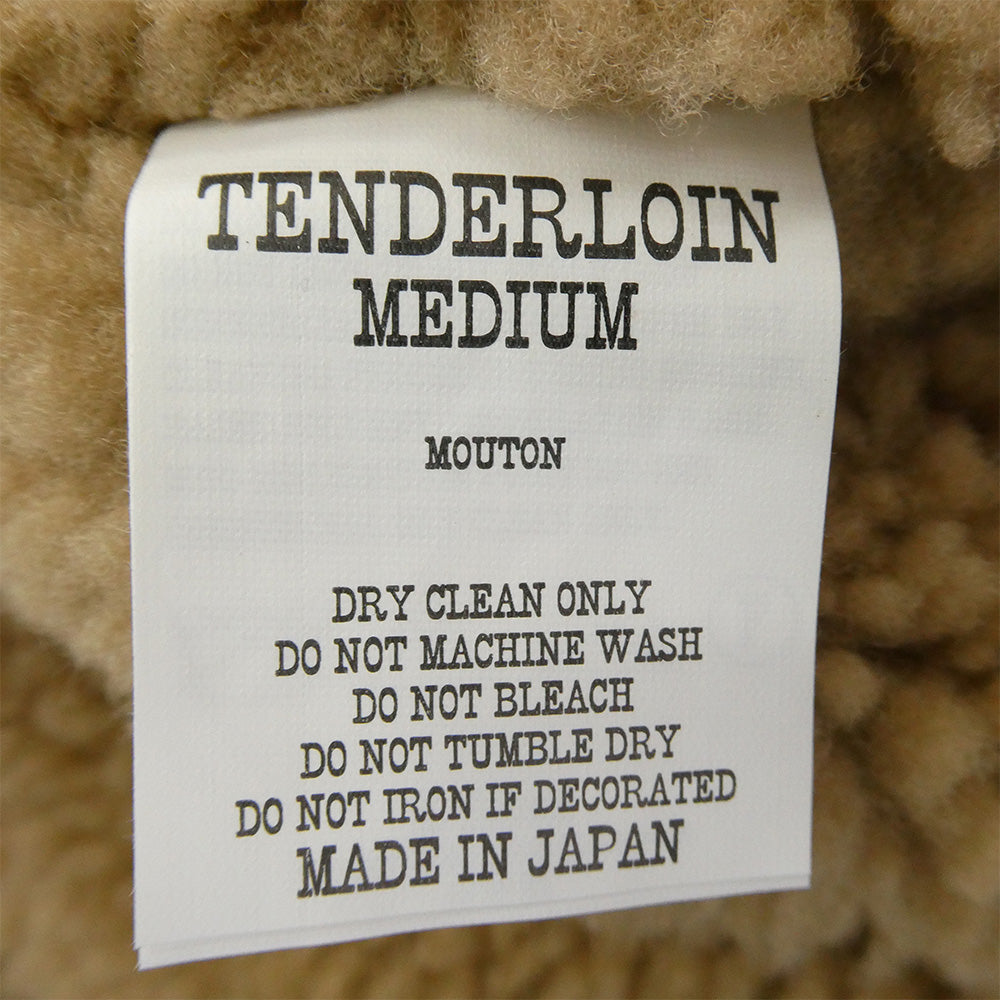 TENDERLOIN
MEDIUM
MOUTON
DRY CLEAN ONLY
DO NOT MACHINE WASH
DO NOT BLEACH
DO NOT TUMBLE DRY
DO NOT IRON IF DECORATED
MADE IN JAPAN